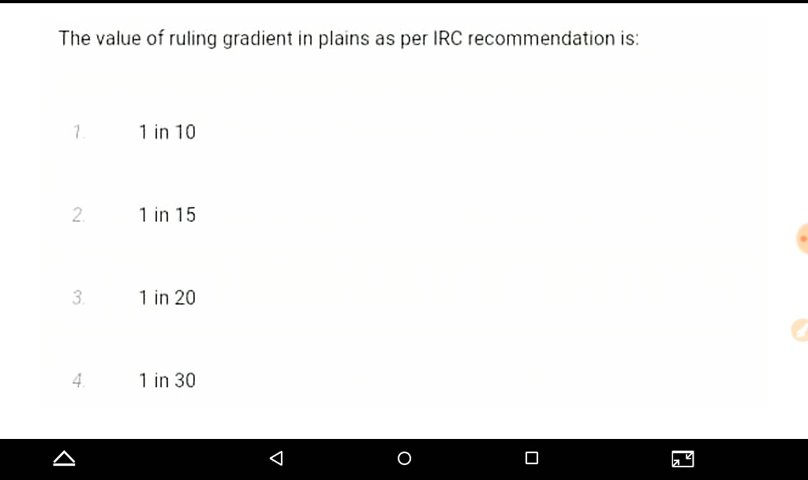 The value of ruling gradient in plains as per IRC recommendation is:
1. 1 in 10
2. 1 in 15
3. 1 in 20
4. 1 in 30